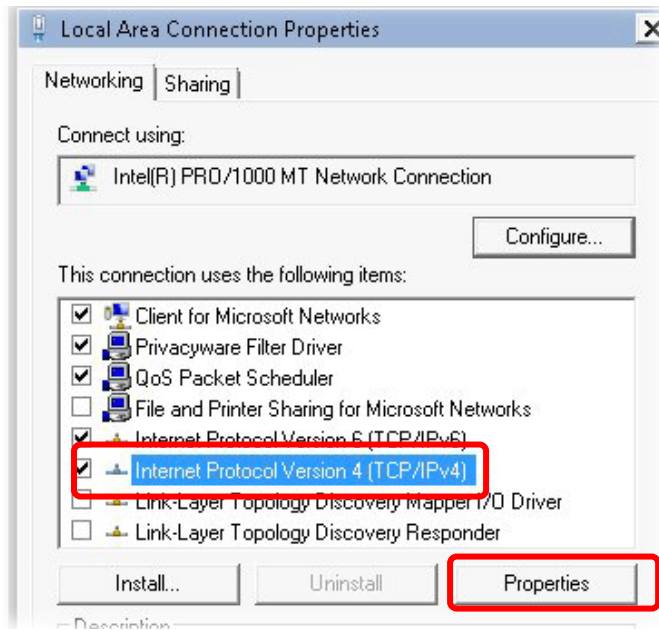 Local Area Connection Properties
Networking
Sharing
Connect using:
Intel(R) PRO/1000 MT Network Connection
Configure...
This connection uses the following items:
Client for Microsoft Networks
Privacyware Filter Driver
QoS Packet Scheduler
File and Printer Sharing for Microsoft Networks
Internet Protocol Version 6 (TCP/IPv6)
Internet Protocol Version 4 (TCP/IPv4)
Link-Layer Topology Discovery Mapper I/O Driver
Link-Layer Topology Discovery Responder
Install...
Uninstall
Properties
Description